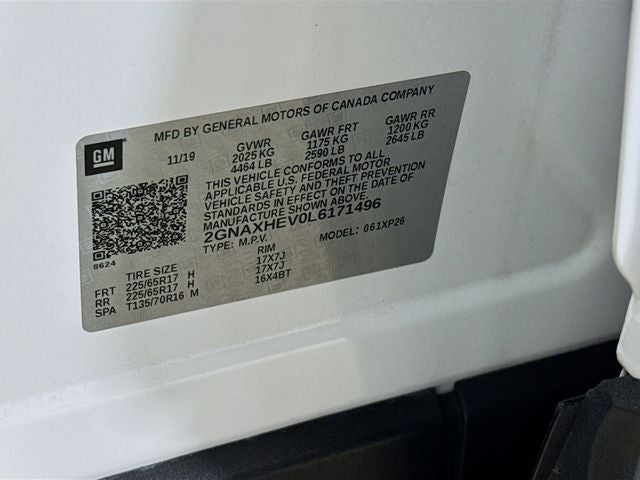 MFD BY GENERAL MOTORS OF CANADA COMPANY
GM
11/19 GVWR GAWR FRT GAWR RR
2025 KG 1175 KG 1200 KG
4464 LB 2590 LB 2645 LB
THIS VEHICLE CONFORMS TO ALL
APPLICABLE U.S. FEDERAL MOTOR
VEHICLE SAFETY AND THEFT PREVENTION
STANDARDS IN EFFECT ON THE DATE OF
MANUFACTURE SHOWN ABOVE.
2GNAXHEV0L6171496
TYPE: M.P.V. MODEL: 061XP26
8624
TIRE SIZE RIM
FRT 225/65R17 H 17X7J
RR 225/65R17 H 17X7J
SPA T135/70R16 M 16X4BT